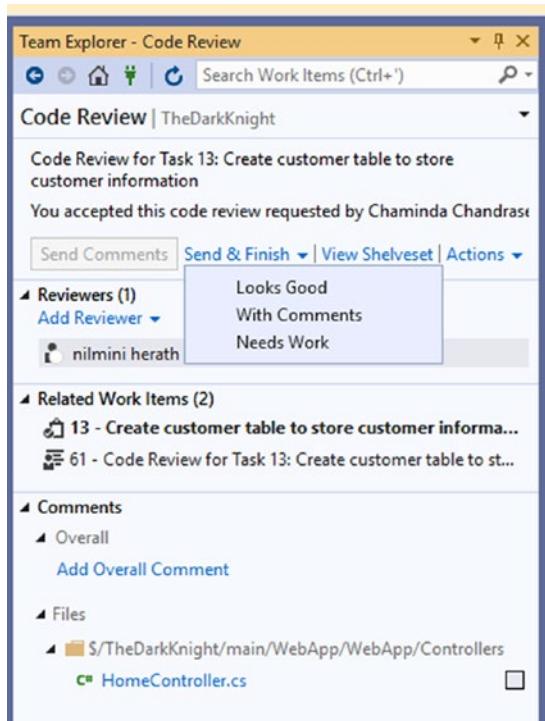 Team Explorer - Code Review
Search Work Items (Ctrl+')
Code Review | TheDarkKnight
Code Review for Task 13: Create customer table to store
customer information
You accepted this code review requested by Chaminda Chandrase
Send Comments Send & Finish | View Shelveset | Actions
Looks Good
With Comments
Needs Work
Reviewers (1)
Add Reviewer
nilmini herath
Related Work Items (2)
13 - Create customer table to store customer informa...
61 - Code Review for Task 13: Create customer table to st...
Comments
Overall
Add Overall Comment
Files
$/TheDarkKnight/main/WebApp/WebApp/Controllers
C# HomeController.cs